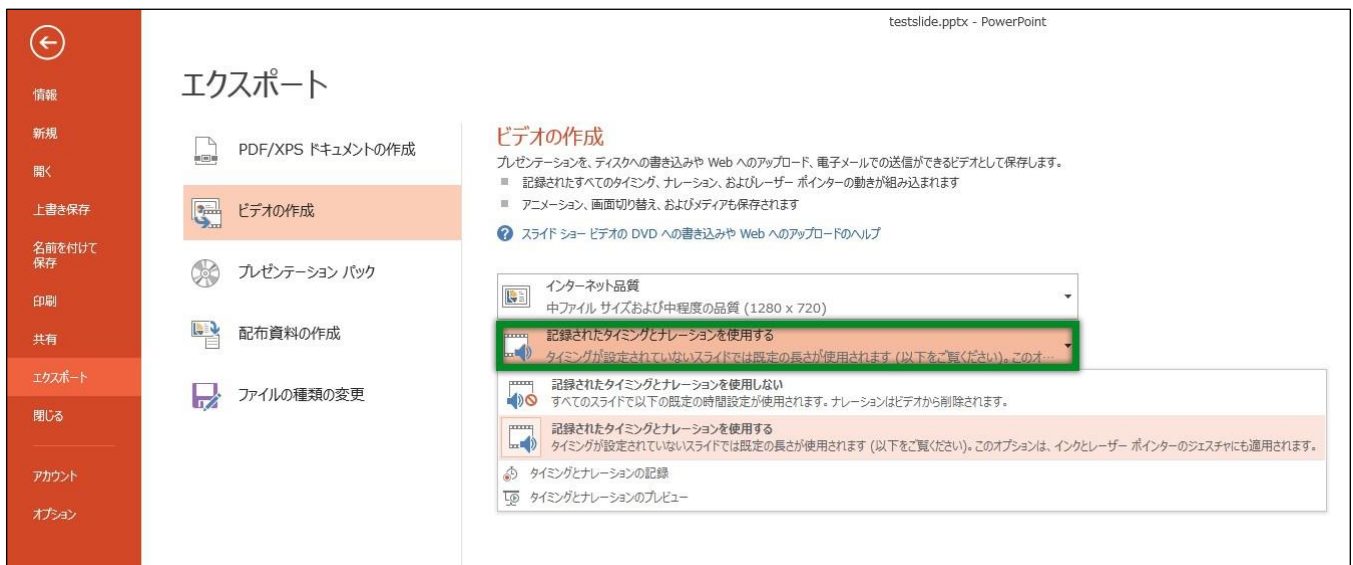 testslide.pptx - PowerPoint
情報
新規
開く
上書き保存
名前を付けて
保存
印刷
共有
エクスポート
閉じる
アカウント
オプション
エクスポート
PDF/XPS ドキュメントの作成
ビデオの作成
プレゼンテーション パック
配布資料の作成
ファイルの種類の変更
ビデオの作成
プレゼンテーションを、ディスクへの書き込みや Web へのアップロード、電子メールでの送信ができるビデオとして保存します。
記録されたすべてのタイミング、ナレーション、およびレーザー ポインターの動きが組み込まれます
アニメーション、画面切り替え、およびメディアも保存されます
スライド ショー ビデオの DVD への書き込みや Web へのアップロードのヘルプ
インターネット品質
中ファイル サイズおよび中程度の品質 (1280 x 720)
記録されたタイミングとナレーションを使用する
タイミングが設定されていないスライドでは既定の長さが使用されます (以下をご覧ください)。このオ…
記録されたタイミングとナレーションを使用しない
すべてのスライドで以下の既定の時間設定が使用されます。ナレーションはビデオから削除されます。
記録されたタイミングとナレーションを使用する
タイミングが設定されていないスライドでは既定の長さが使用されます (以下をご覧ください)。このオプションは、インクとレーザー ポインターのジェスチャにも適用されます。
タイミングとナレーションの記録
タイミングとナレーションのプレビュー